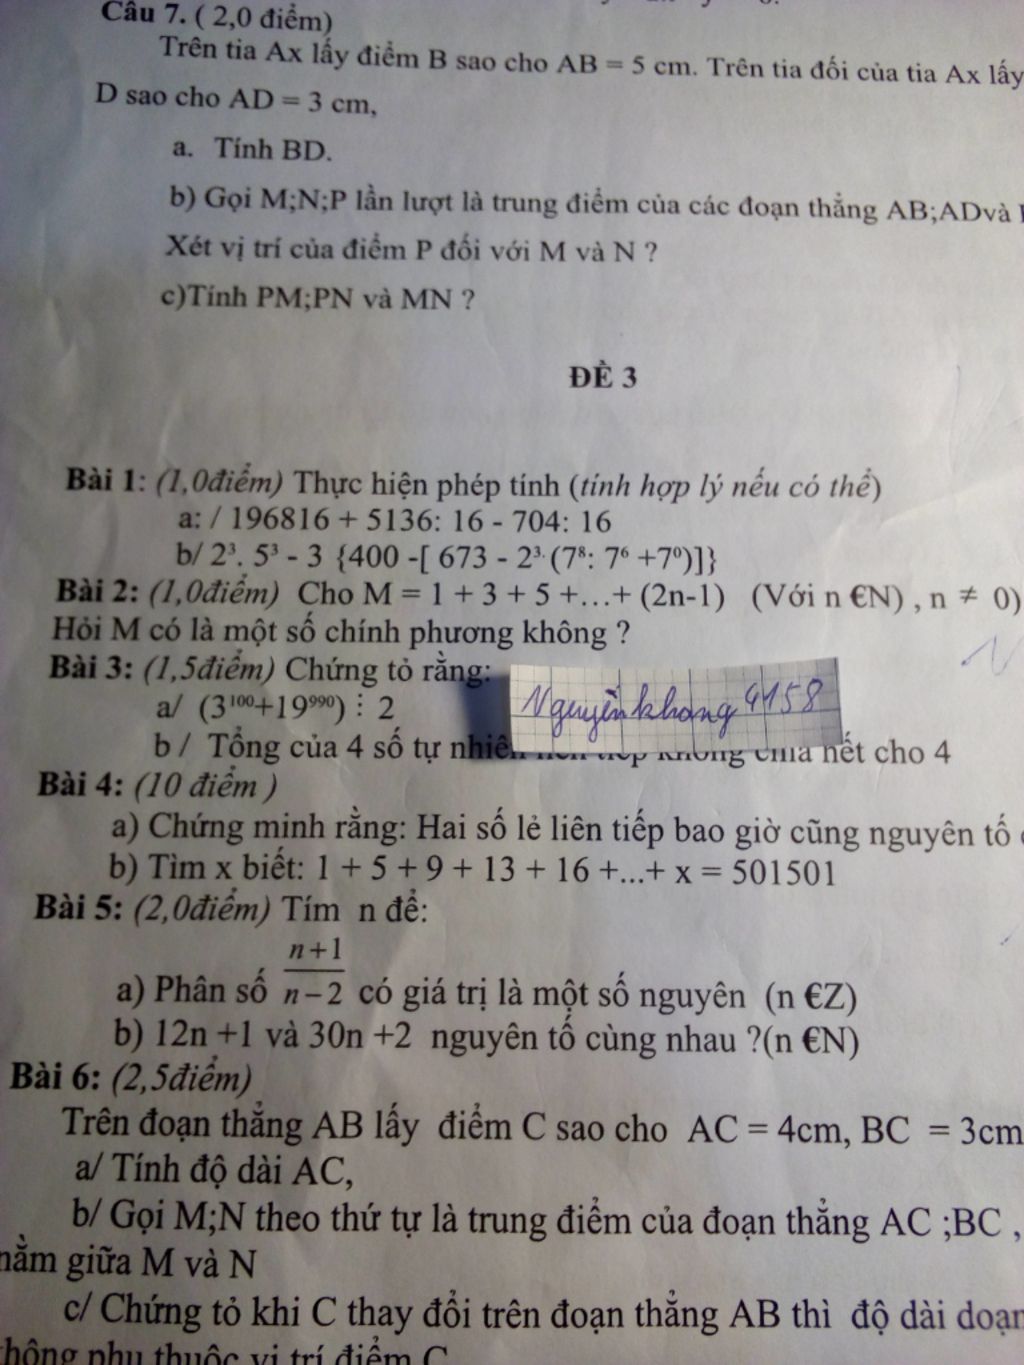 Câu 7. ( 2,0 điểm)
Trên tia Ax lấy điểm B sao cho AB = 5 cm. Trên tia đối của tia Ax lấy
D sao cho AD = 3 cm,
a. Tính BD.
b) Gọi M;N;P lần lượt là trung điểm của các đoạn thẳng AB;ADvà
Xét vị trí của điểm P đối với M và N ?
c)Tính PM;PN và MN ?
ĐỀ 3
Bài 1: (1,0điểm) Thực hiện phép tính (tính hợp lý nếu có thể)
a: / 196816 + 5136: 16 - 704: 16
b/ 2³. 5³ - 3 {400 -[ 673 - 2³·(7⁸: 7⁶ +7⁰)]}
Bài 2: (1,0điểm) Cho M = 1 + 3 + 5 +…+ (2n-1) (Với n €N) , n ≠ 0)
Hỏi M có là một số chính phương không ?
Bài 3: (1,5điểm) Chứng tỏ rằng:
a/ (3¹⁰⁰+19⁹⁹⁰) ⋮ 2
Nguyênkhang4158
b / Tổng của 4 số tự nhiên liên tiếp không chia hết cho 4
Bài 4: (10 điểm )
a) Chứng minh rằng: Hai số lẻ liên tiếp bao giờ cũng nguyên tố
b) Tìm x biết: 1 + 5 + 9 + 13 + 16 +...+ x = 501501
Bài 5: (2,0điểm) Tím n để:
a) Phân số (n+1)/(n−2) có giá trị là một số nguyên (n €Z)
b) 12n +1 và 30n +2 nguyên tố cùng nhau ?(n €N)
Bài 6: (2,5điểm)
Trên đoạn thẳng AB lấy điểm C sao cho AC = 4cm, BC = 3cm
a/ Tính độ dài AC,
b/ Gọi M;N theo thứ tự là trung điểm của đoạn thẳng AC ;BC ,
nằm giữa M và N
c/ Chứng tỏ khi C thay đổi trên đoạn thẳng AB thì độ dài đoạn
không phụ thuộc vị trí điểm C